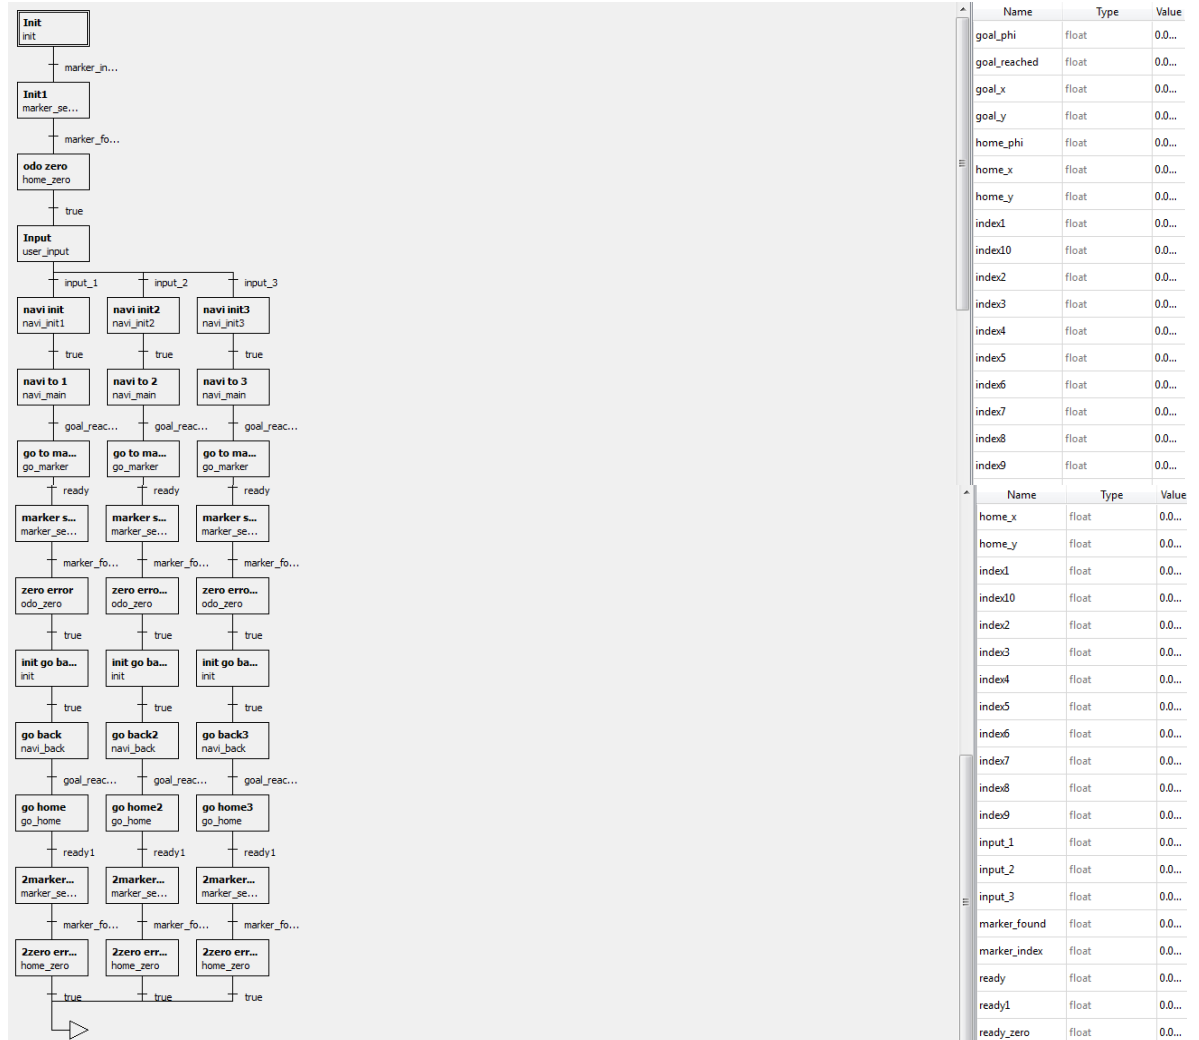 Init
init
marker_in...
Init1
marker_se...
marker_fo...
odo zero
home_zero
true
Input
user_input
input_1 input_2 input_3
navi init navi init2 navi init3
navi_init1 navi_init2 navi_init3
true true true
navi to 1 navi to 2 navi to 3
navi_main navi_main navi_main
goal_reac... goal_reac... goal_reac...
go to ma... go to ma... go to ma...
go_marker go_marker go_marker
ready ready ready
marker s... marker s... marker s...
marker_se... marker_se... marker_se...
marker_fo... marker_fo... marker_fo...
zero error zero erro... zero erro...
odo_zero odo_zero odo_zero
true true true
init go ba... init go ba... init go ba...
init init init
true true true
go back go back2 go back3
navi_back navi_back navi_back
goal_reac... goal_reac... goal_reac...
go home go home2 go home3
go_home go_home go_home
ready1 ready1 ready1
2marker... 2marker... 2marker...
marker_se... marker_se... marker_se...
marker_fo... marker_fo... marker_fo...
2zero err... 2zero err... 2zero err...
home_zero home_zero home_zero
true true true
Name Type Value
goal_phi float 0.0...
goal_reached float 0.0...
goal_x float 0.0...
goal_y float 0.0...
home_phi float 0.0...
home_x float 0.0...
home_y float 0.0...
index1 float 0.0...
index10 float 0.0...
index2 float 0.0...
index3 float 0.0...
index4 float 0.0...
index5 float 0.0...
index6 float 0.0...
index7 float 0.0...
index8 float 0.0...
index9 float 0.0...
Name Type Value
home_x float 0.0...
home_y float 0.0...
index1 float 0.0...
index10 float 0.0...
index2 float 0.0...
index3 float 0.0...
index4 float 0.0...
index5 float 0.0...
index6 float 0.0...
index7 float 0.0...
index8 float 0.0...
index9 float 0.0...
input_1 float 0.0...
input_2 float 0.0...
input_3 float 0.0...
marker_found float 0.0...
marker_index float 0.0...
ready float 0.0...
ready1 float 0.0...
ready_zero float 0.0...